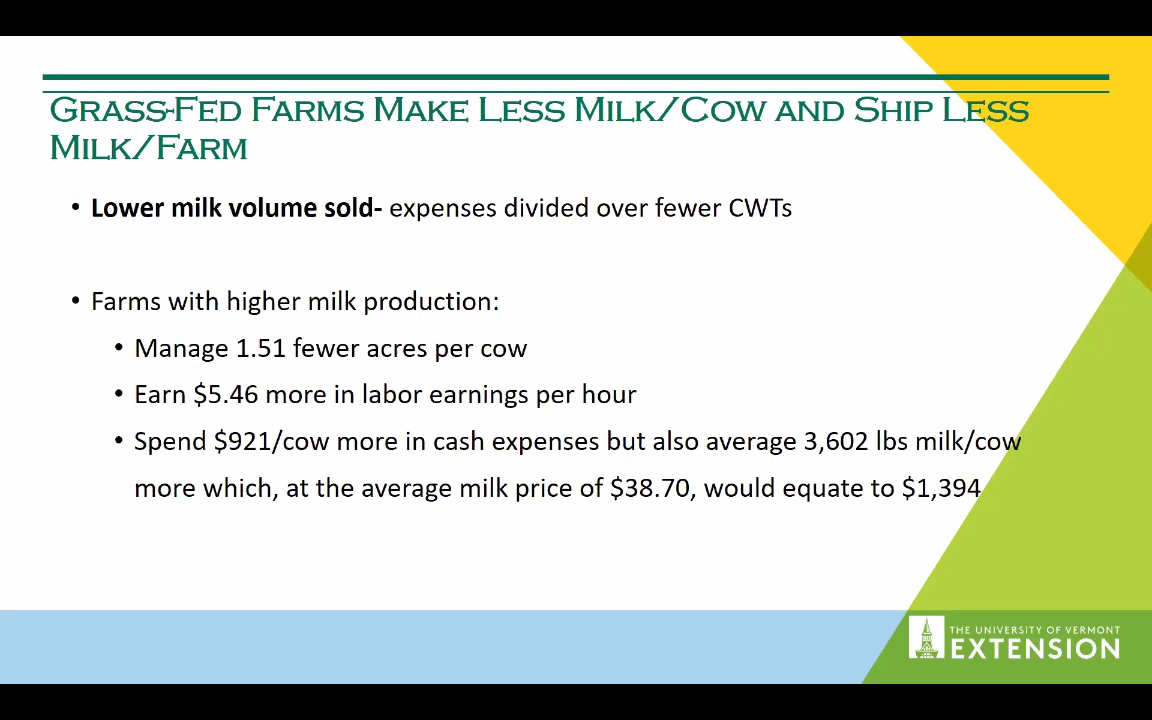 GRASS-FED FARMS MAKE LESS MILK/COW AND SHIP LESS
MILK/FARM
• Lower milk volume sold- expenses divided over fewer CWTs
• Farms with higher milk production:
• Manage 1.51 fewer acres per cow
• Earn $5.46 more in labor earnings per hour
• Spend $921/cow more in cash expenses but also average 3,602 lbs milk/cow
more which, at the average milk price of $38.70, would equate to $1,394
THE UNIVERSITY OF VERMONT
EXTENSION